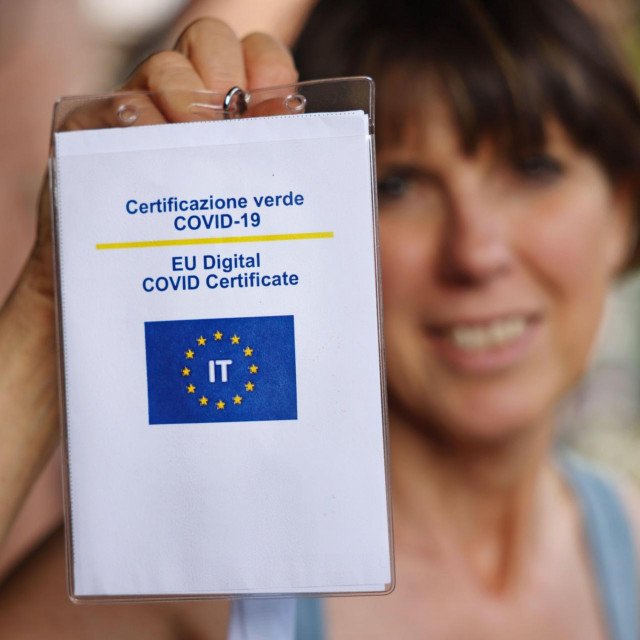 Certificazione verde
COVID-19
EU Digital
COVID Certificate
IT